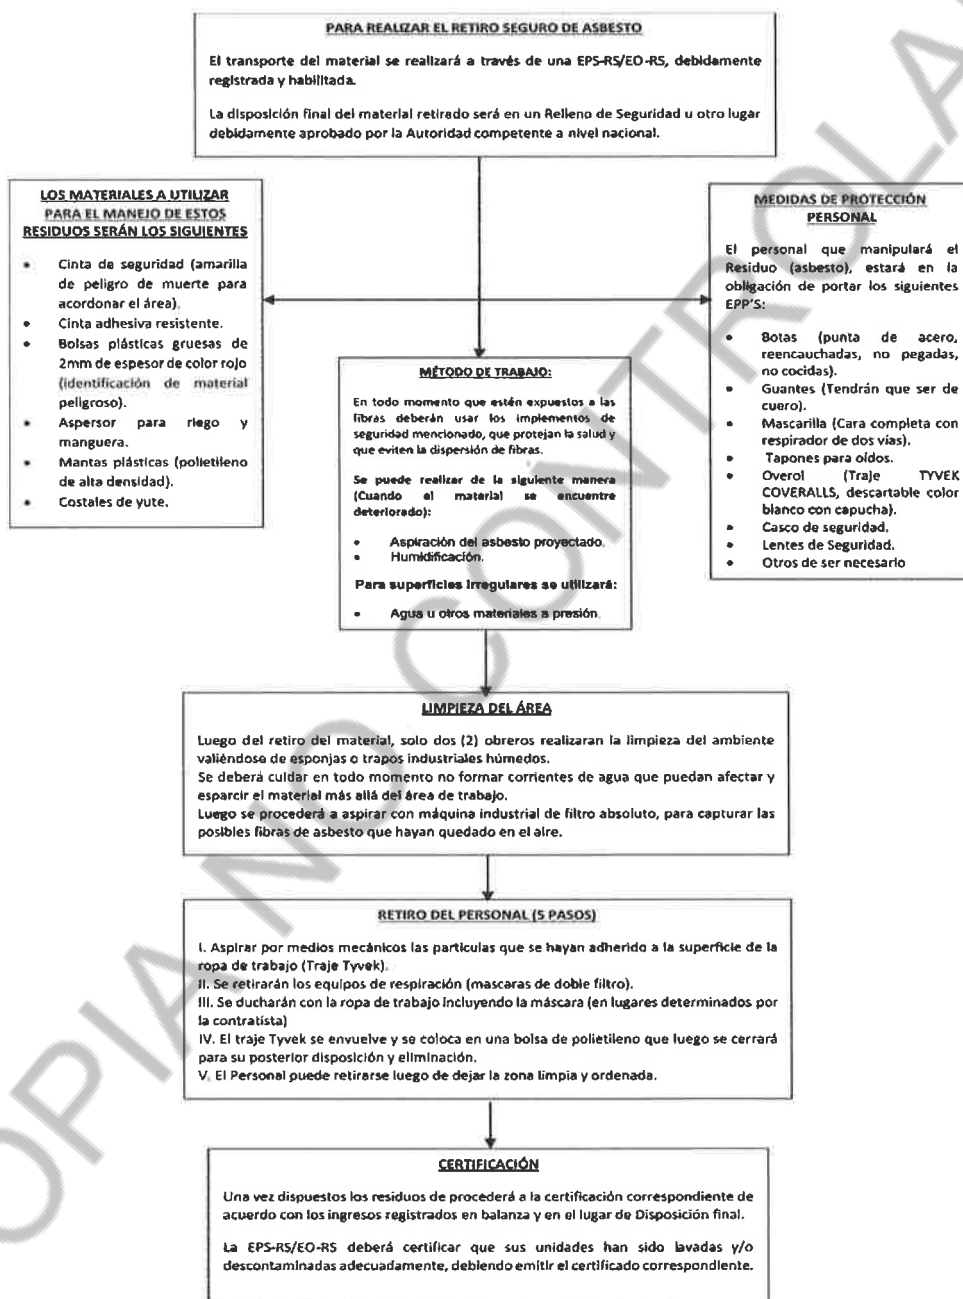 PARA REALIZAR EL RETIRO SEGURO DE ASBESTO
El transporte del material se realizará a través de una EPS-RS/EO-RS, debidamente
registrada y habilitada.
La disposición final del material retirado será en un Relleno de Seguridad u otro lugar
debidamente aprobado por la Autoridad competente a nivel nacional.
LOS MATERIALES A UTILIZAR
PARA EL MANEJO DE ESTOS
RESIDUOS SERÁN LOS SIGUIENTES
• Cinta de seguridad (amarilla
de peligro de muerte para
acordonar el área).
• Cinta adhesiva resistente.
• Bolsas plásticas gruesas de
2mm de espesor de color rojo
(identificación de material
peligroso).
• Aspersor para riego y
manguera.
• Mantas plásticas (polietileno
de alta densidad).
• Costales de yute.
MEDIDAS DE PROTECCIÓN
PERSONAL
El personal que manipulará el
Residuo (asbesto), estará en la
obligación de portar los siguientes
EPP'S:
• Botas (punta de acero,
reencauchadas, no pegadas,
no cocidas).
• Guantes (Tendrán que ser de
cuero).
• Mascarilla (Cara completa con
respirador de dos vías).
• Tapones para oídos.
• Overol (Traje TYVEK
COVERALLS, descartable color
blanco con capucha).
• Casco de seguridad.
• Lentes de Seguridad.
• Otros de ser necesario
MÉTODO DE TRABAJO:
En todo momento que estén expuestos a las
fibras deberán usar los implementos de
seguridad mencionado, que protejan la salud y
que eviten la dispersión de fibras.
Se puede realizar de la siguiente manera
(Cuando el material se encuentre
deteriorado):
• Aspiración del asbesto proyectado.
• Humidificación.
Para superficies irregulares se utilizará:
• Agua u otros materiales a presión.
LIMPIEZA DEL ÁREA
Luego del retiro del material, solo dos (2) obreros realizaran la limpieza del ambiente
valiéndose de esponjas o trapos industriales húmedos.
Se deberá cuidar en todo momento no formar corrientes de agua que puedan afectar y
esparcir el material más allá del área de trabajo.
Luego se procederá a aspirar con máquina industrial de filtro absoluto, para capturar las
posibles fibras de asbesto que hayan quedado en el aire.
RETIRO DEL PERSONAL (5 PASOS)
I. Aspirar por medios mecánicos las partículas que se hayan adherido a la superficie de la
ropa de trabajo (Traje Tyvek).
II. Se retirarán los equipos de respiración (mascaras de doble filtro).
III. Se ducharán con la ropa de trabajo incluyendo la máscara (en lugares determinados por
la contratista)
IV. El traje Tyvek se envuelve y se coloca en una bolsa de polietileno que luego se cerrará
para su posterior disposición y eliminación.
V. El Personal puede retirarse luego de dejar la zona limpia y ordenada.
CERTIFICACIÓN
Una vez dispuestos los residuos de procederá a la certificación correspondiente de
acuerdo con los ingresos registrados en balanza y en el lugar de Disposición final.
La EPS-RS/EO-RS deberá certificar que sus unidades han sido lavadas y/o
descontaminadas adecuadamente, debiendo emitir el certificado correspondiente.
OPIA NO CONTROLA